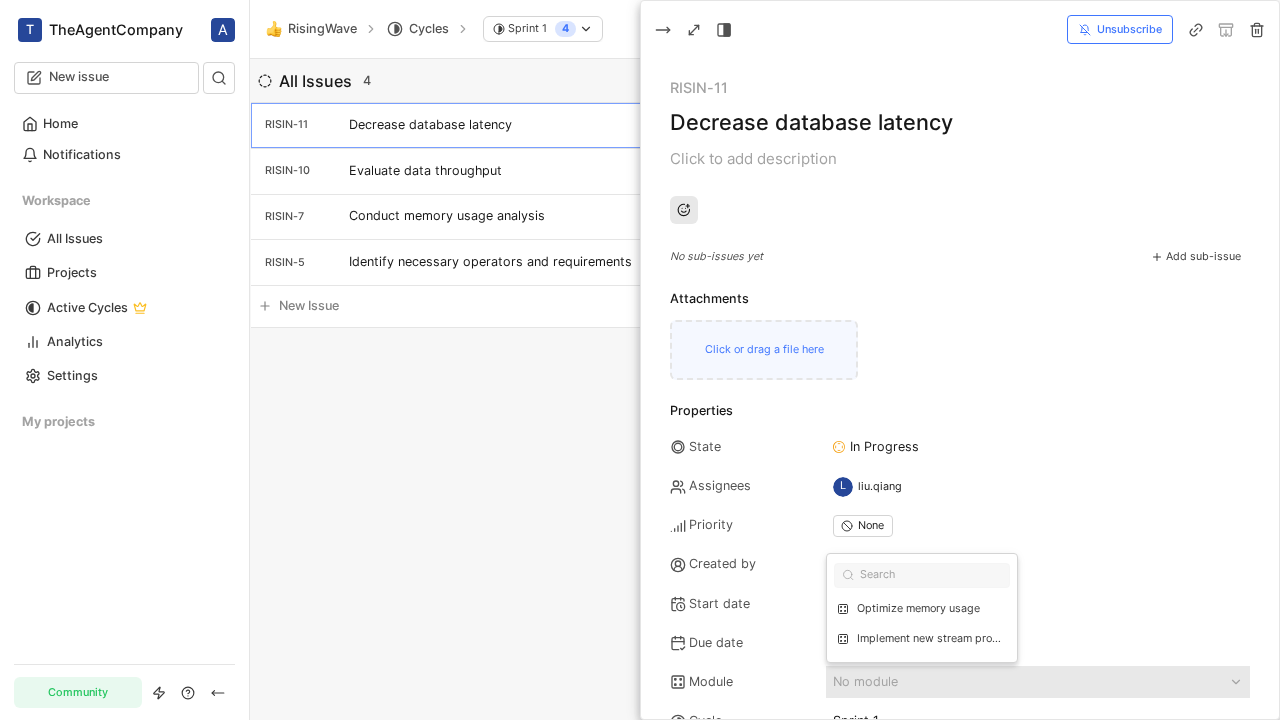 T TheAgentCompany A
New issue
Home
Notifications
Workspace
All Issues
Projects
Active Cycles
Analytics
Settings
My projects
Community
RisingWave
Cycles
Sprint 1 4
All Issues 4
RISIN-11 Decrease database latency
RISIN-10 Evaluate data throughput
RISIN-7 Conduct memory usage analysis
RISIN-5 Identify necessary operators and requirements
New Issue
Unsubscribe
RISIN-11
Decrease database latency
Click to add description
No sub-issues yet
Add sub-issue
Attachments
Click or drag a file here
Properties
State In Progress
Assignees L liu.qiang
Priority None
Created by
Search
Start date
Optimize memory usage
Due date
Implement new stream pro...
Module No module
Cycle Sprint 1